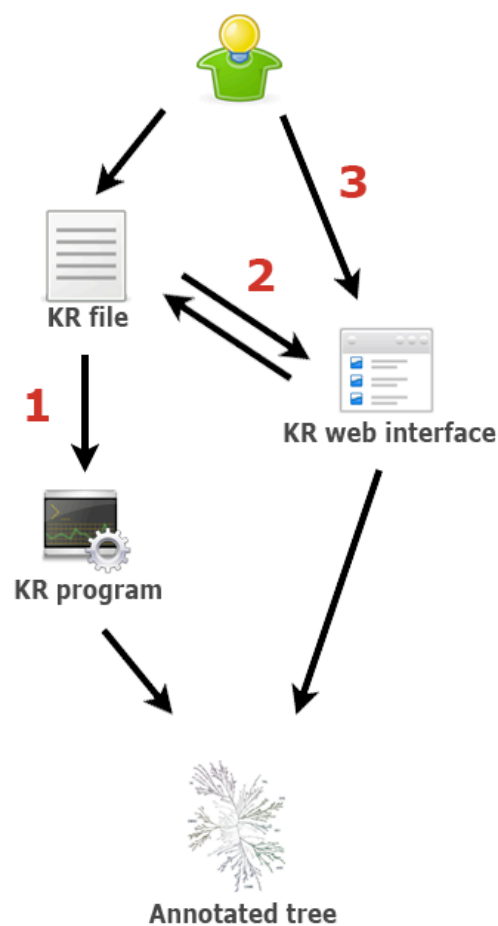 3
2
KR file
1
KR web interface
KR program
Annotated tree